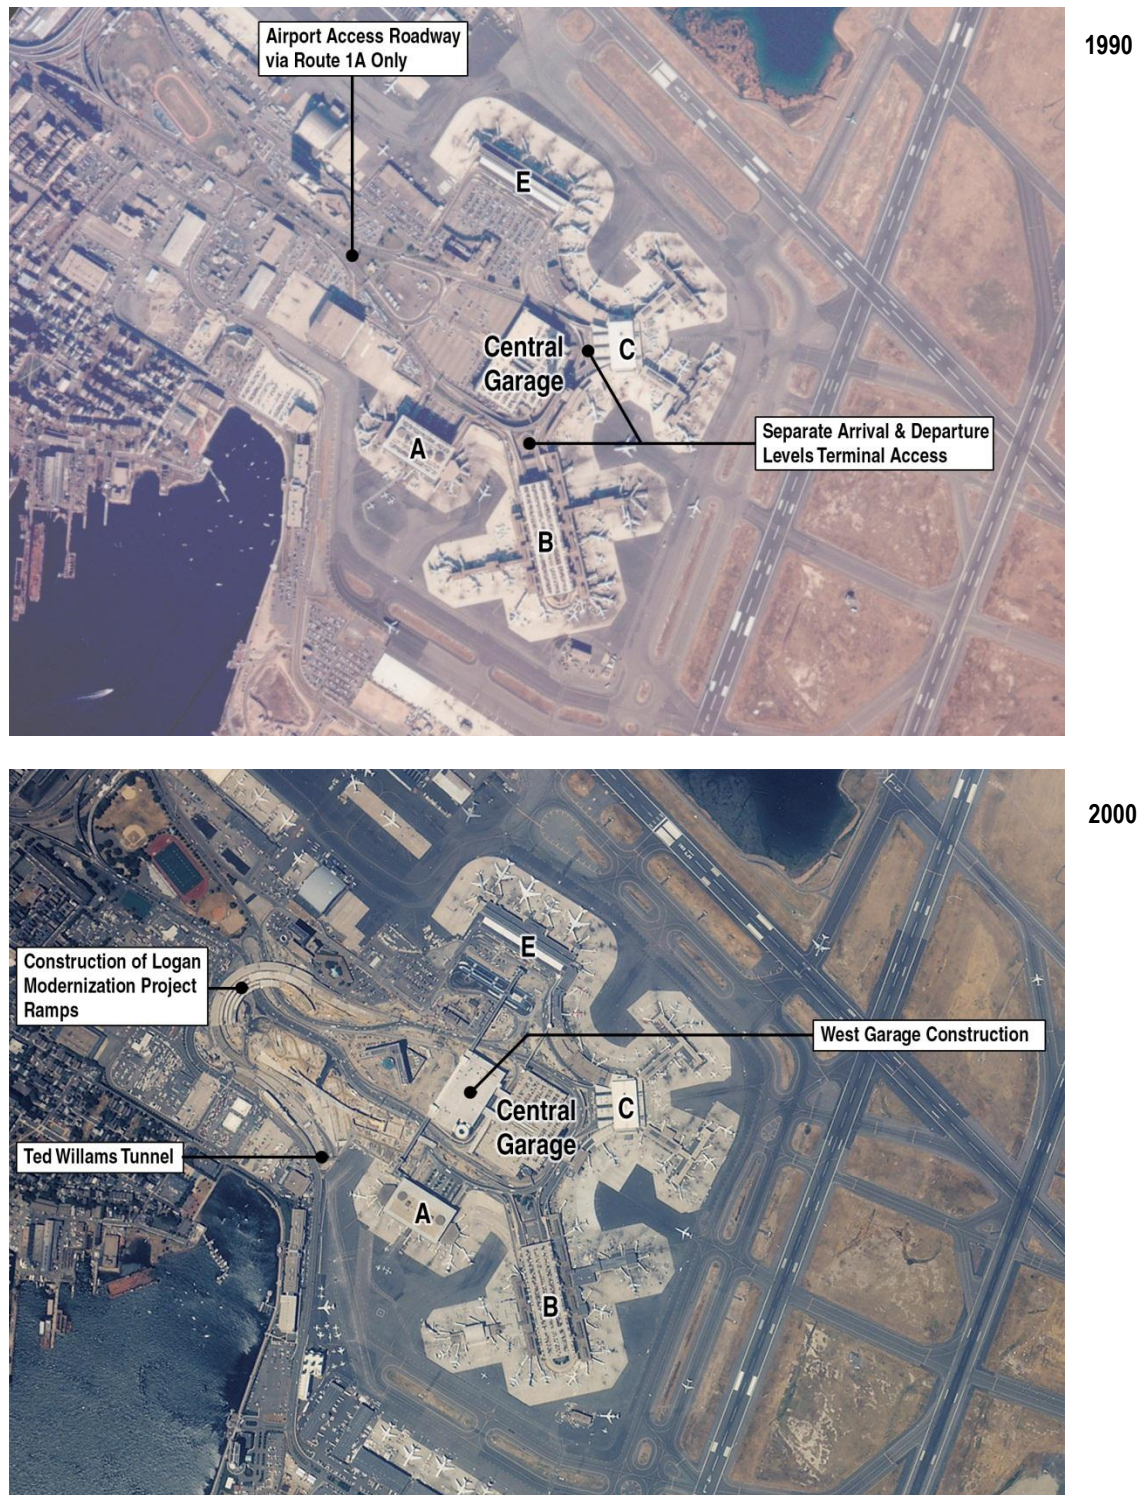 1990
Airport Access Roadway
via Route 1A Only
E
Central
Garage
C
A
Separate Arrival & Departure
Levels Terminal Access
B
2000
E
Construction of Logan
Modernization Project
Ramps
West Garage Construction
Central
Garage
C
Ted Willams Tunnel
A
B